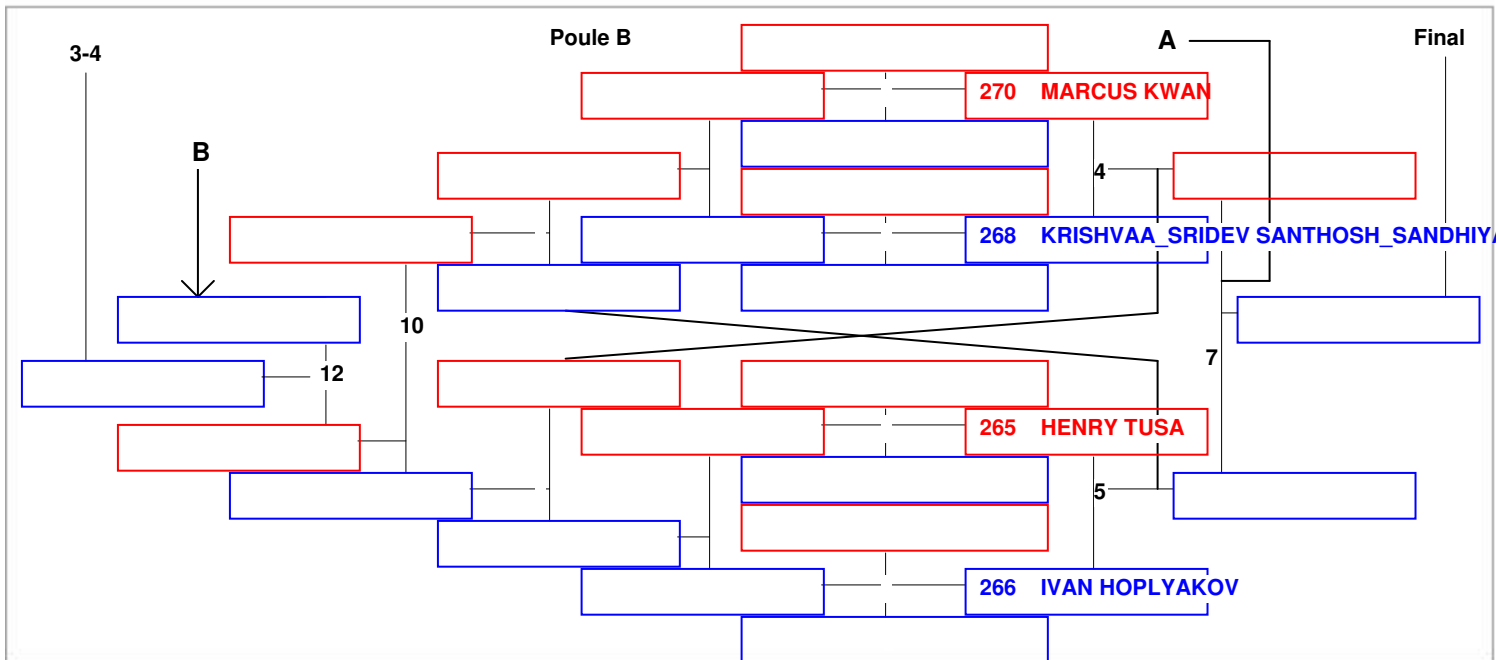 3-4
Poule B
A
Final
270 MARCUS KWAN
B
4
268 KRISHVAA_SRIDEV SANTHOSH_SANDHIYA
10
7
12
265 HENRY TUSA
5
266 IVAN HOPLYAKOV